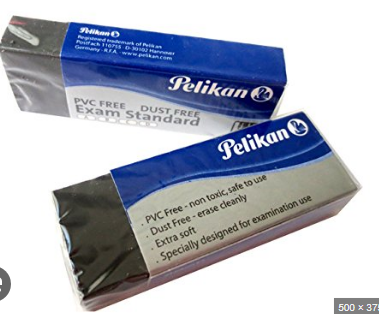 Pelikan
Registered trademark of Pelikan
PostFach 110755 · D-30102 Hannover
Germany · R.F.A. · www.pelikan.com
Pelikan
PVC FREE DUST FREE
Exam Standard
Pelikan
. PVC Free - non toxic, safe to use
. Dust Free - erase cleanly
. Extra soft
. Specially designed for examination use
500 × 375